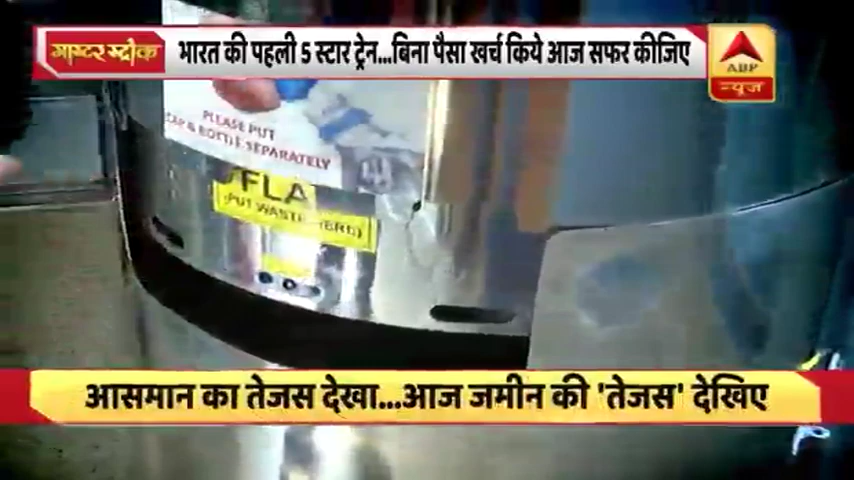 मास्टर स्ट्रोक
भारत की पहली 5 स्टार ट्रेन...बिना पैसा खर्च किये आज सफर कीजिए
ABP
न्यूज़
PLEASE PUT
CAP & BOTTLE SEPARATELY
FLA
PUT WASTE
आसमान का तेजस देखा...आज जमीन की 'तेजस' देखिए